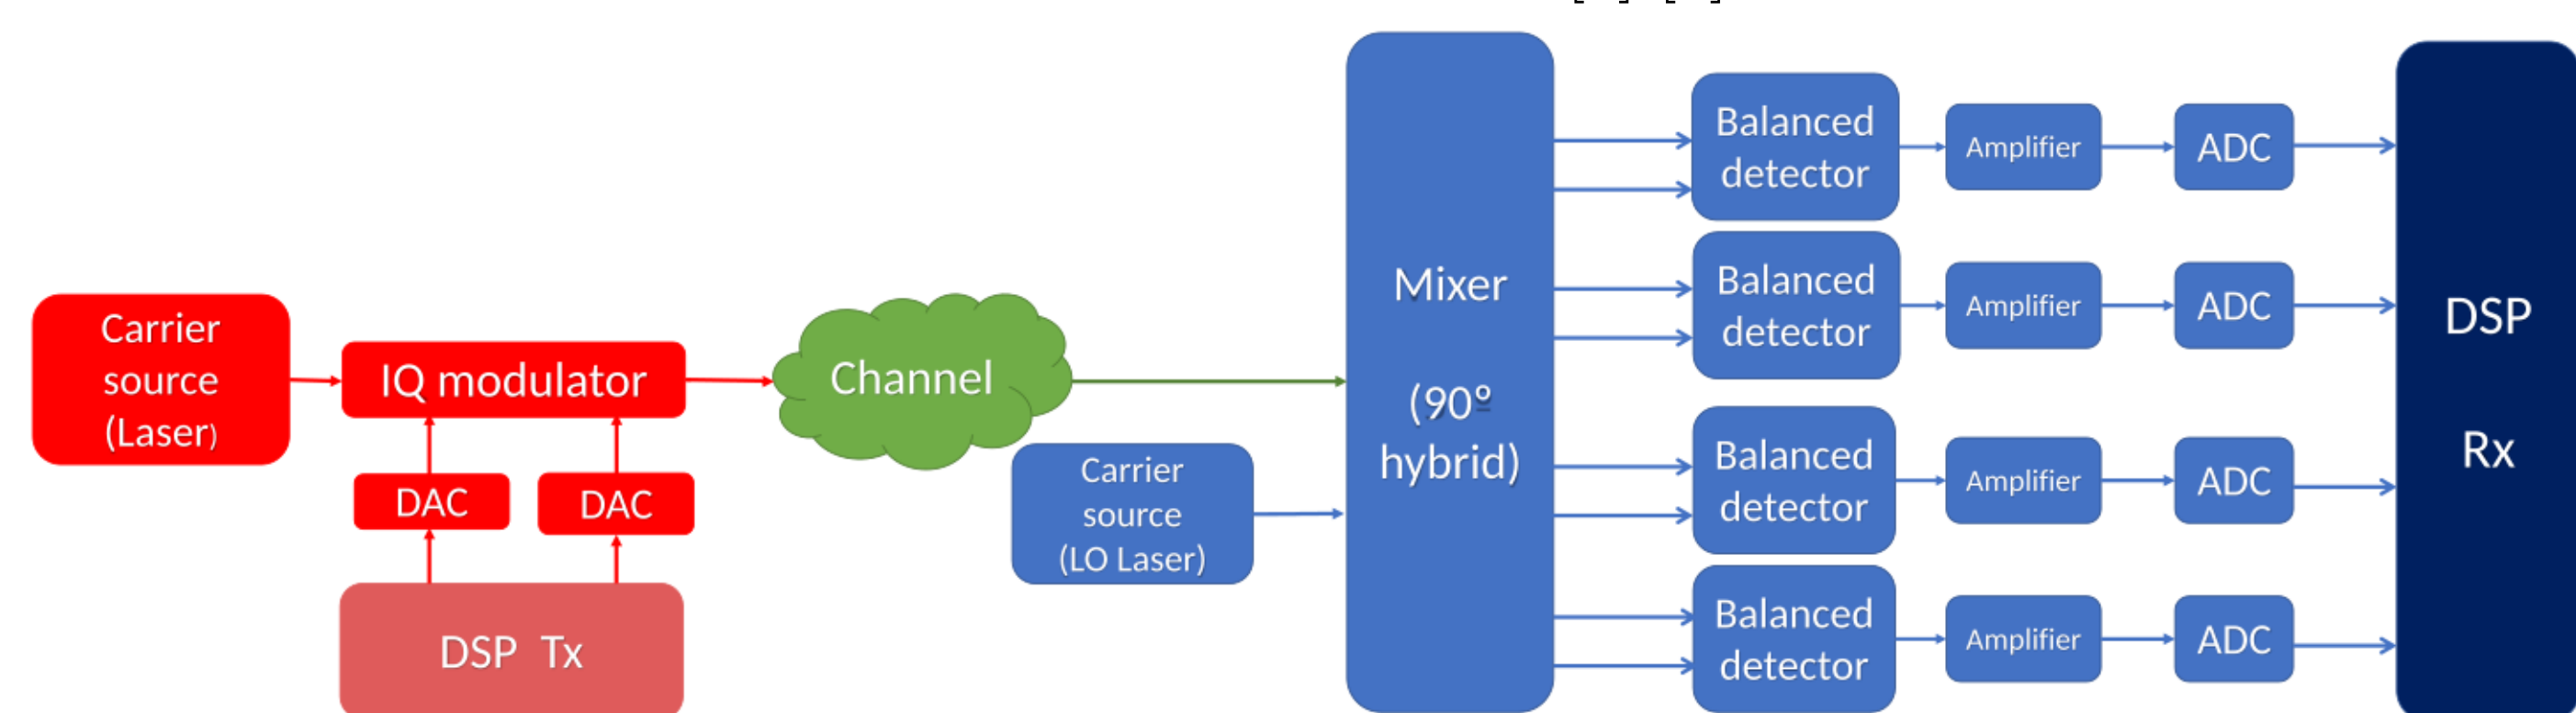 Carrier
source
(Laser)
IQ modulator
DAC
DAC
DSP Tx
Channel
Carrier
source
(LO Laser)
Mixer
(90º
hybrid)
Balanced
detector
Amplifier
ADC
Balanced
detector
Amplifier
ADC
Balanced
detector
Amplifier
ADC
Balanced
detector
Amplifier
ADC
DSP
Rx